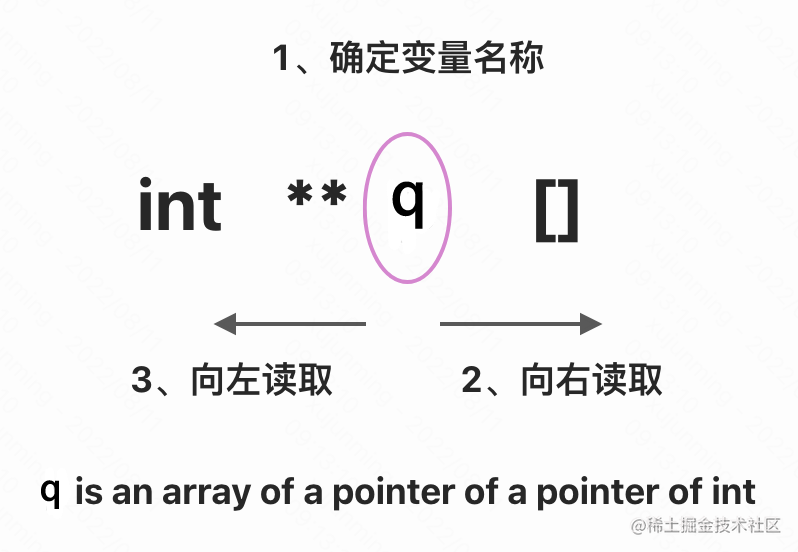 1、确定变量名称
int ** q []
3、向左读取 2、向右读取
q is an array of a pointer of a pointer of int
@稀土掘金技术社区